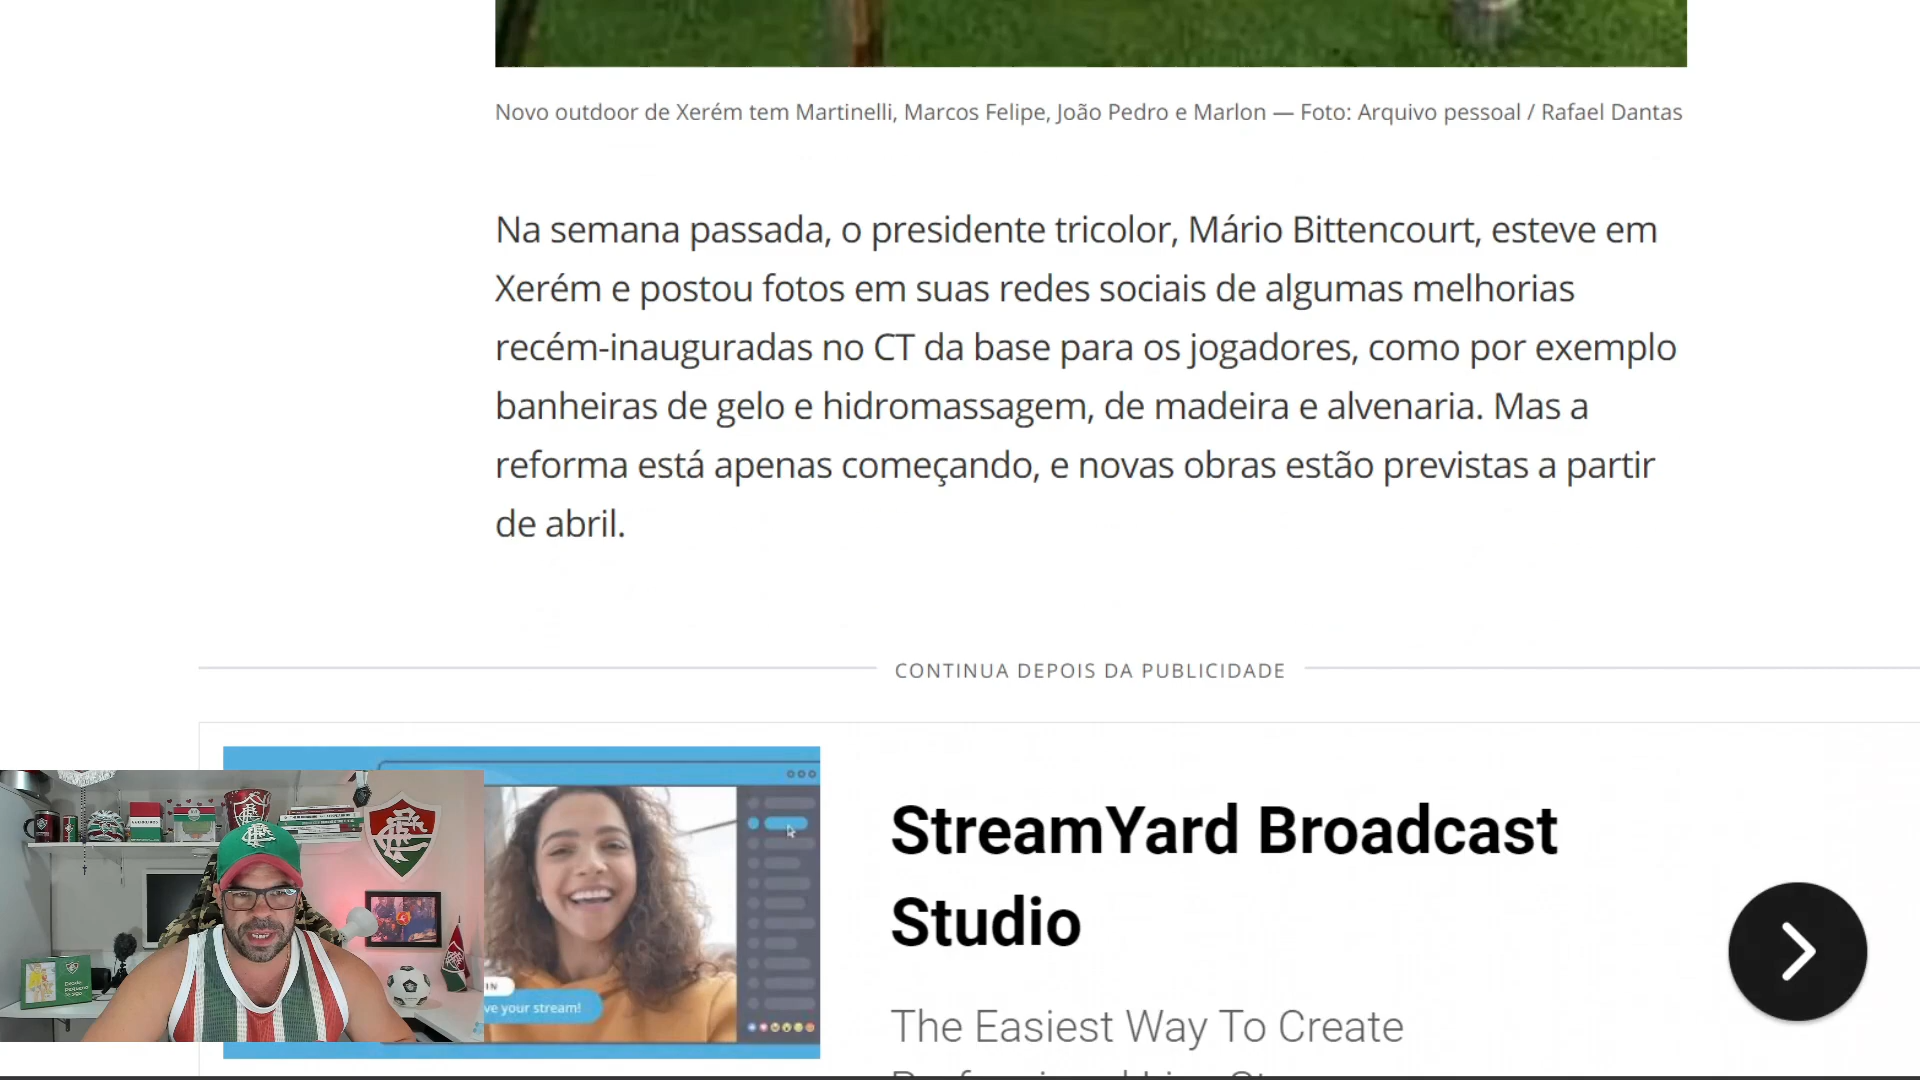 Novo outdoor de Xerém tem Martinelli, Marcos Felipe, João Pedro e Marlon — Foto: Arquivo pessoal / Rafael Dantas
Na semana passada, o presidente tricolor, Mário Bittencourt, esteve em
Xerém e postou fotos em suas redes sociais de algumas melhorias
recém-inauguradas no CT da base para os jogadores, como por exemplo
banheiras de gelo e hidromassagem, de madeira e alvenaria. Mas a
reforma está apenas começando, e novas obras estão previstas a partir
de abril.
CONTINUA DEPOIS DA PUBLICIDADE
StreamYard Broadcast
Studio
The Easiest Way To Create
IN
ve your stream!